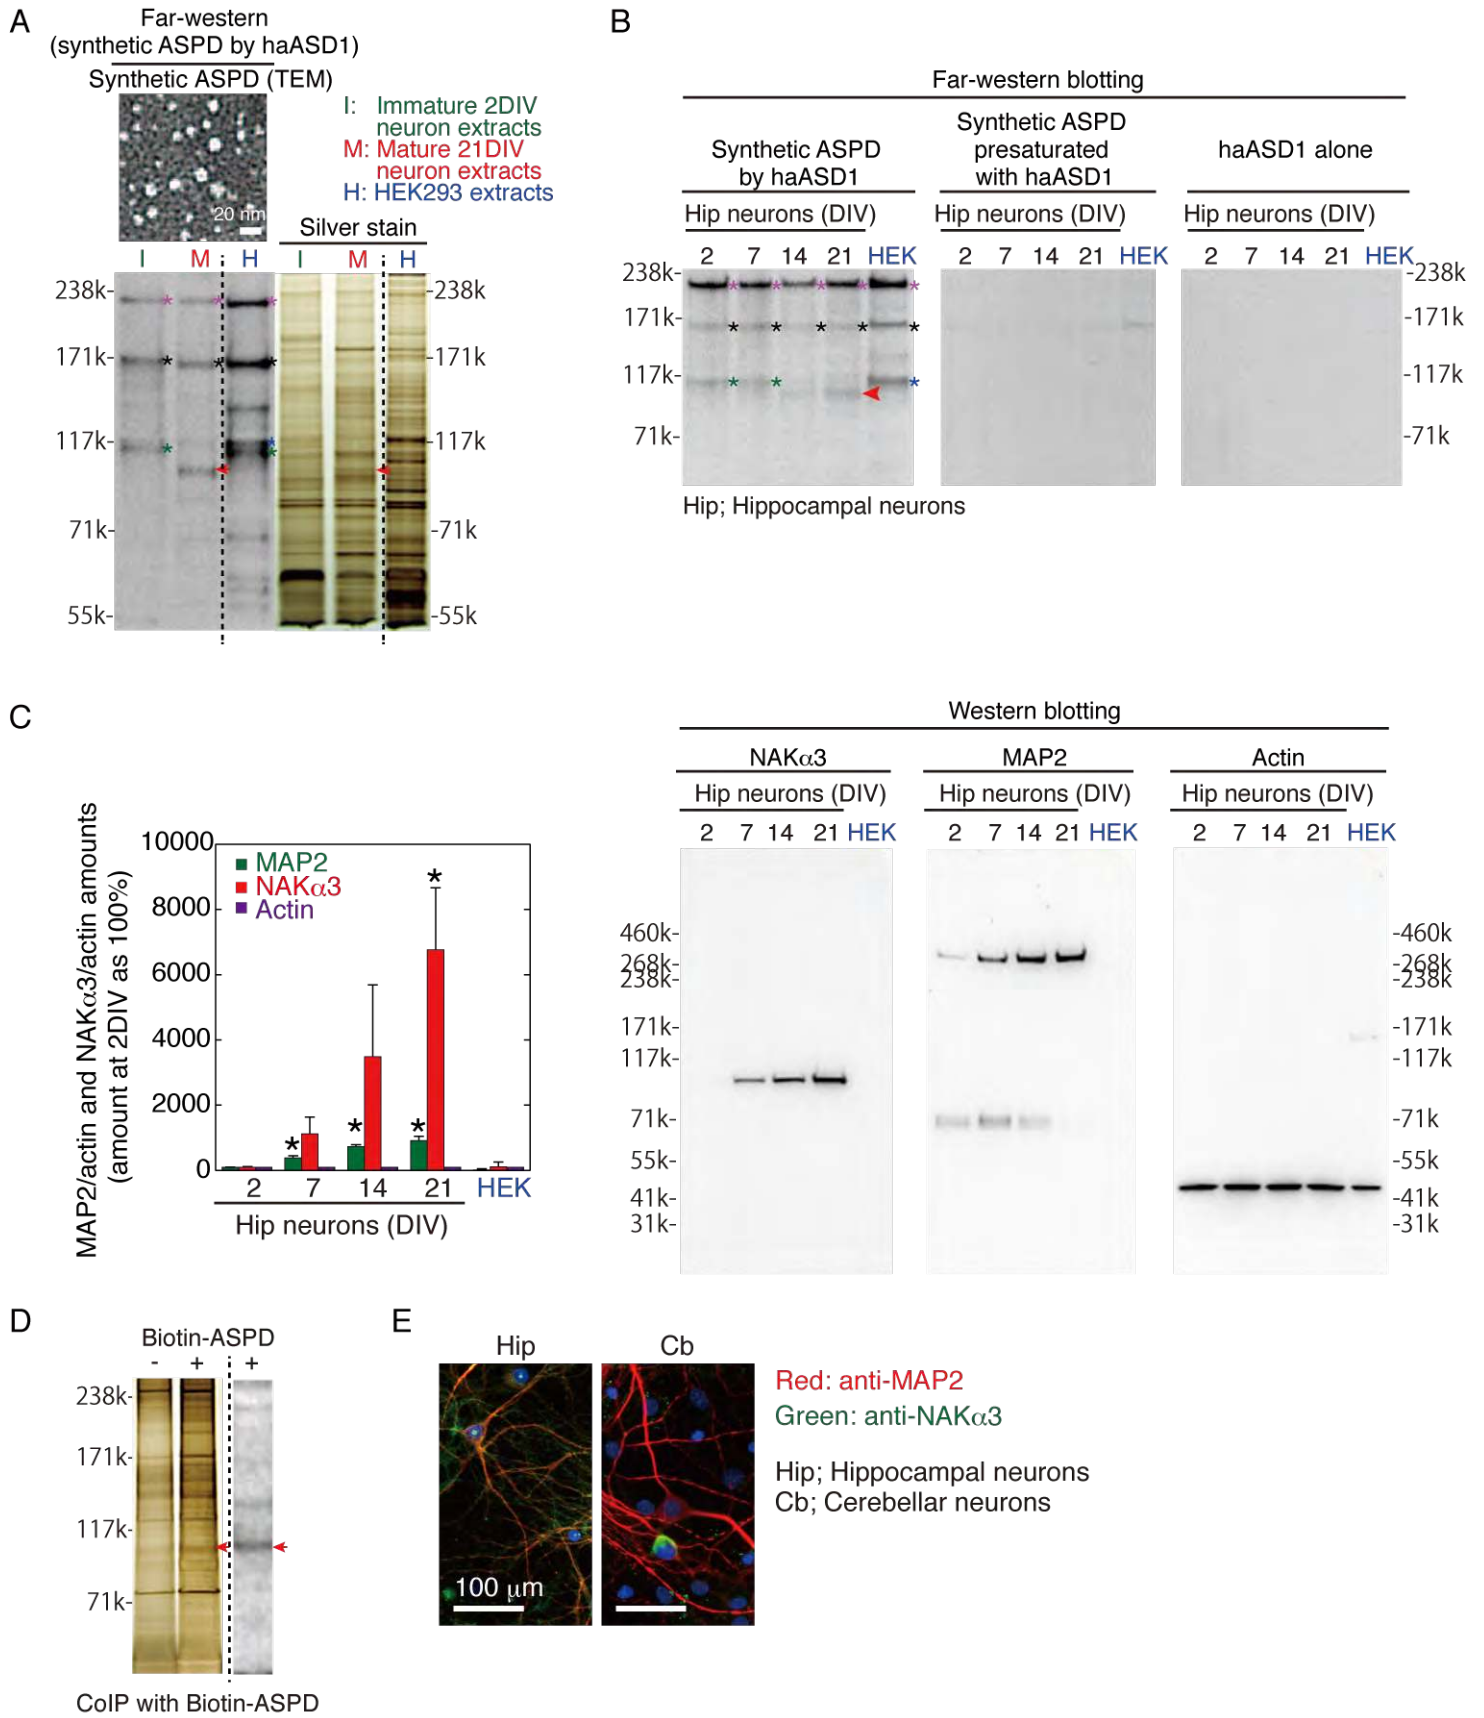 A
Far-western
(synthetic ASPD by haASD1)
Synthetic ASPD (TEM)
20 nm
I: Immature 2DIV
neuron extracts
M: Mature 21DIV
neuron extracts
H: HEK293 extracts
Silver stain
I M H I M H
238k- -238k
171k- -171k
117k- -117k
71k- -71k
55k- -55k
B
Far-western blotting
Synthetic ASPD
by haASD1
Synthetic ASPD
presaturated
with haASD1
haASD1 alone
Hip neurons (DIV) Hip neurons (DIV) Hip neurons (DIV)
2 7 14 21 HEK 2 7 14 21 HEK 2 7 14 21 HEK
238k- -238k
171k- -171k
117k- -117k
71k- -71k
Hip; Hippocampal neurons
C
MAP2/actin and NAKα3/actin amounts
(amount at 2DIV as 100%)
10000
8000
6000
4000
2000
0
MAP2
NAKα3
Actin
* * * *
2 7 14 21 HEK
Hip neurons (DIV)
Western blotting
NAKα3 MAP2 Actin
Hip neurons (DIV) Hip neurons (DIV) Hip neurons (DIV)
2 7 14 21 HEK 2 7 14 21 HEK 2 7 14 21 HEK
460k- -460k
268k- -268k
238k- -238k
171k- -171k
117k- -117k
71k- -71k
55k- -55k
41k- -41k
31k- -31k
D
Biotin-ASPD
- + +
238k-
171k-
117k-
71k-
CoIP with Biotin-ASPD
E
Hip Cb
100 μm
Red: anti-MAP2
Green: anti-NAKα3
Hip; Hippocampal neurons
Cb; Cerebellar neurons